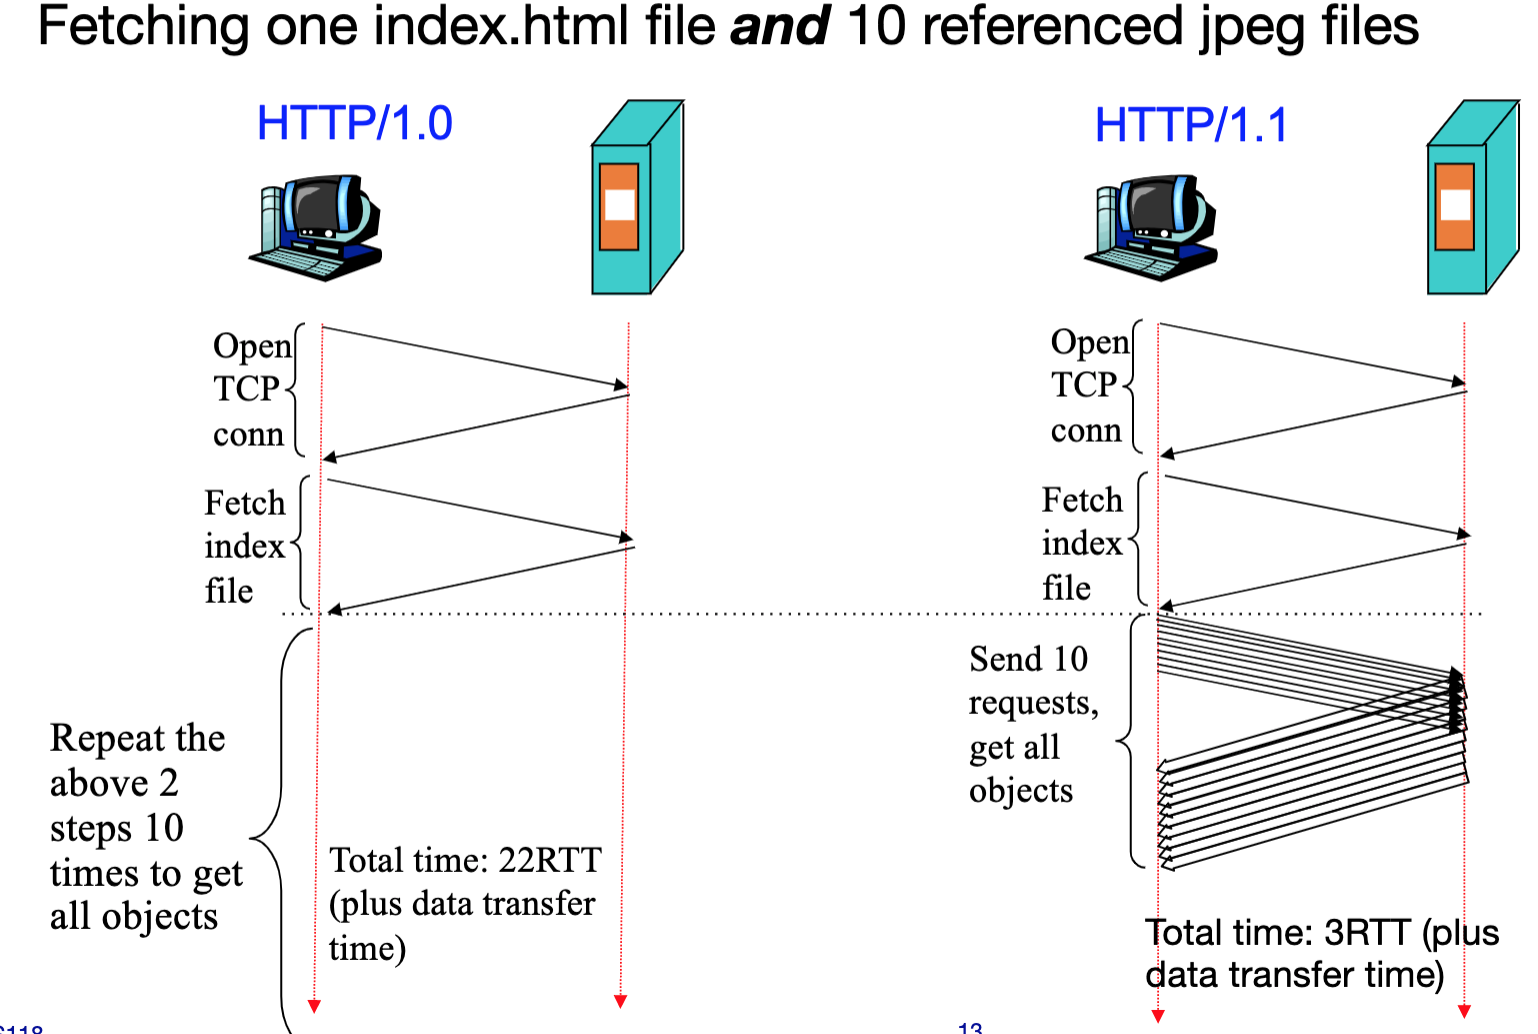 Fetching one index.html file and 10 referenced jpeg files
HTTP/1.0
Open
TCP
conn
Fetch
index
file
Repeat the
above 2
steps 10
times to get
all objects
Total time: 22RTT
(plus data transfer
time)
HTTP/1.1
Open
TCP
conn
Fetch
index
file
Send 10
requests,
get all
objects
Total time: 3RTT (plus
data transfer time)
13